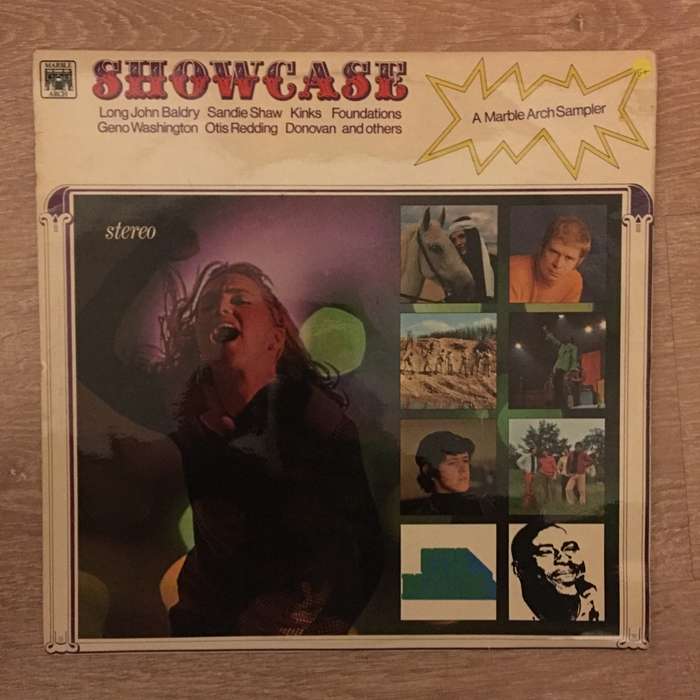 MARBLE
ARCH
SHOWCASE
Long John Baldry Sandie Shaw Kinks Foundations
Geno Washington Otis Redding Donovan and others
A Marble Arch Sampler
stereo